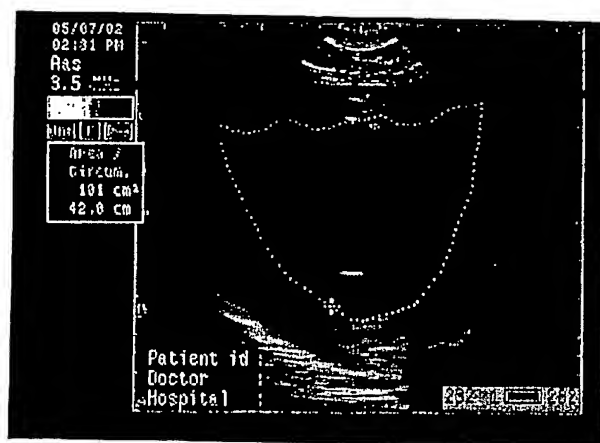 05/07/02
02:31 PM
Aas
3.5 MHz
Area /
Circum.
101 cm²
42.0 cm
Patient id :
Doctor :
Hospital :